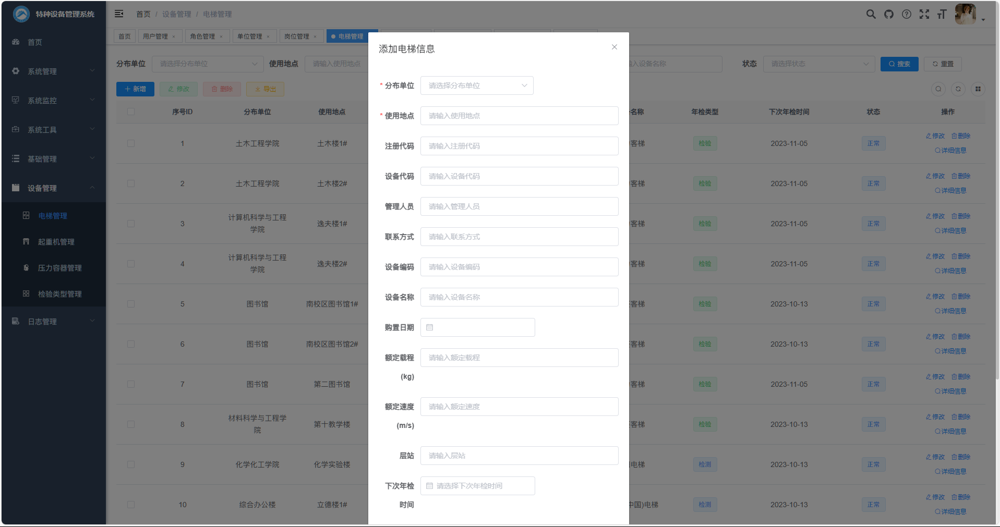 特种设备管理系统
首页 / 设备管理 / 电梯管理
首页
用户管理 ×
角色管理 ×
单位管理 ×
岗位管理 ×
电梯管理
首页
系统管理
系统监控
系统工具
基础管理
设备管理
电梯管理
起重机管理
压力容器管理
检验类型管理
日志管理
分布单位
请选择分布单位
使用地点
请输入使用地点
输入设备名称
状态
请选择状态
搜索
重置
新增
修改
删除
导出
序号ID 分布单位 使用地点 名称 年检类型 下次年检时间 状态 操作
1 土木工程学院 土木楼1# 客梯 检验 2023-11-05 正常 修改 删除
详细信息
2 土木工程学院 土木楼2# 客梯 检验 2023-11-05 正常 修改 删除
详细信息
3 计算机科学与工程
学院 逸夫楼1# 客梯 检验 2023-11-05 正常 修改 删除
详细信息
4 计算机科学与工程
学院 逸夫楼2# 客梯 检验 2023-11-05 正常 修改 删除
详细信息
5 图书馆 南校区图书馆1# 客梯 检验 2023-10-13 正常 修改 删除
详细信息
6 图书馆 南校区图书馆2# 客梯 检验 2023-10-13 正常 修改 删除
详细信息
7 图书馆 第二图书馆 客梯 检验 2023-11-05 正常 修改 删除
详细信息
8 材料科学与工程学
院 第十教学楼 客梯 检验 2023-10-13 正常 修改 删除
详细信息
9 化学化工学院 化学实验楼 电梯 检测 2023-10-13 正常 修改 删除
详细信息
10 综合办公楼 立德楼1# 中国)电梯 检测 2023-10-13 正常 修改 删除
详细信息
添加电梯信息
* 分布单位 请选择分布单位
* 使用地点 请输入使用地点
注册代码 请输入注册代码
设备代码 请输入设备代码
管理人员 请输入管理人员
联系方式 请输入联系方式
设备编码 请输入设备编码
设备名称 请输入设备名称
购置日期
额定载程 请输入额定载程
(kg)
额定速度 请输入额定速度
(m/s)
层站 请输入层站
下次年检 请选择下次年检时间
时间